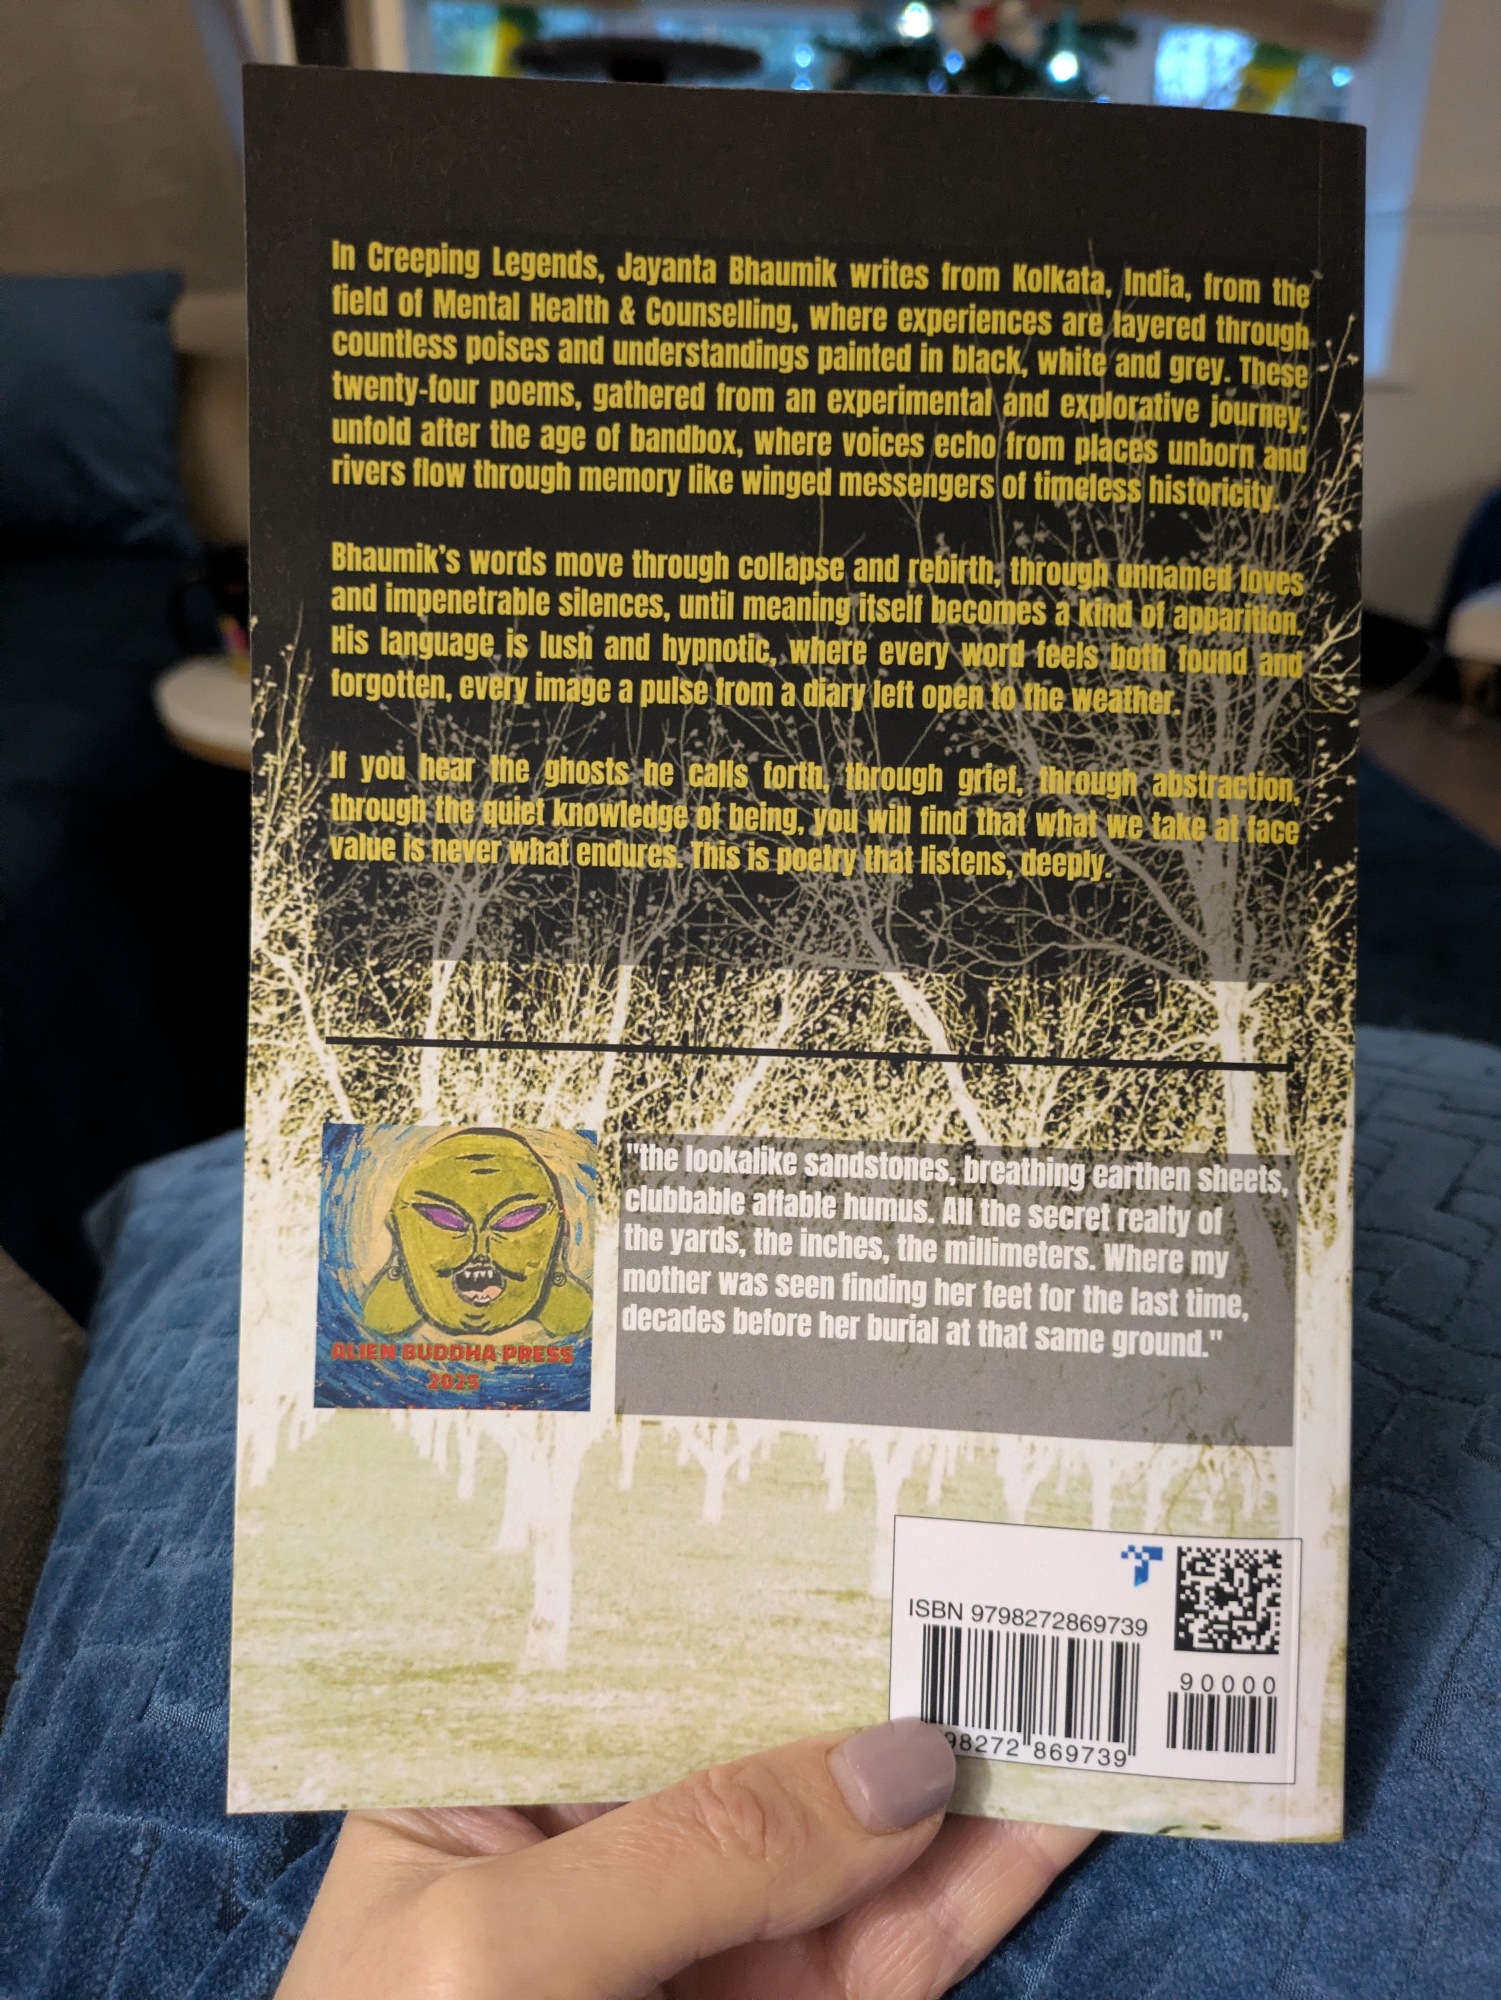 In Creeping Legends, Jayanta Bhaumik writes from Kolkata, India, from the
field of Mental Health & Counselling, where experiences are layered through
countless poises and understandings painted in black, white and grey. These
twenty-four poems, gathered from an experimental and explorative journey,
unfold after the age of bandbox, where voices echo from places unborn and
rivers flow through memory like winged messengers of timeless historicity.
Bhaumik's words move through collapse and rebirth, through unnamed loves
and impenetrable silences, until meaning itself becomes a kind of apparition.
His language is lush and hypnotic, where every word feels both found and
forgotten, every image a pulse from a diary left open to the weather.
If you hear the ghosts he calls forth, through grief, through abstraction,
through the quiet knowledge of being, you will find that what we take at face
value is never what endures. This is poetry that listens, deeply.
"the lookalike sandstones, breathing earthen sheets,
clubbable affable humus. All the secret realty of
the yards, the inches, the millimeters. Where my
mother was seen finding her feet for the last time,
decades before her burial at that same ground."
ALIEN BUDDHA PRESS
2025
ISBN 9798272869739
90000
98272 869739